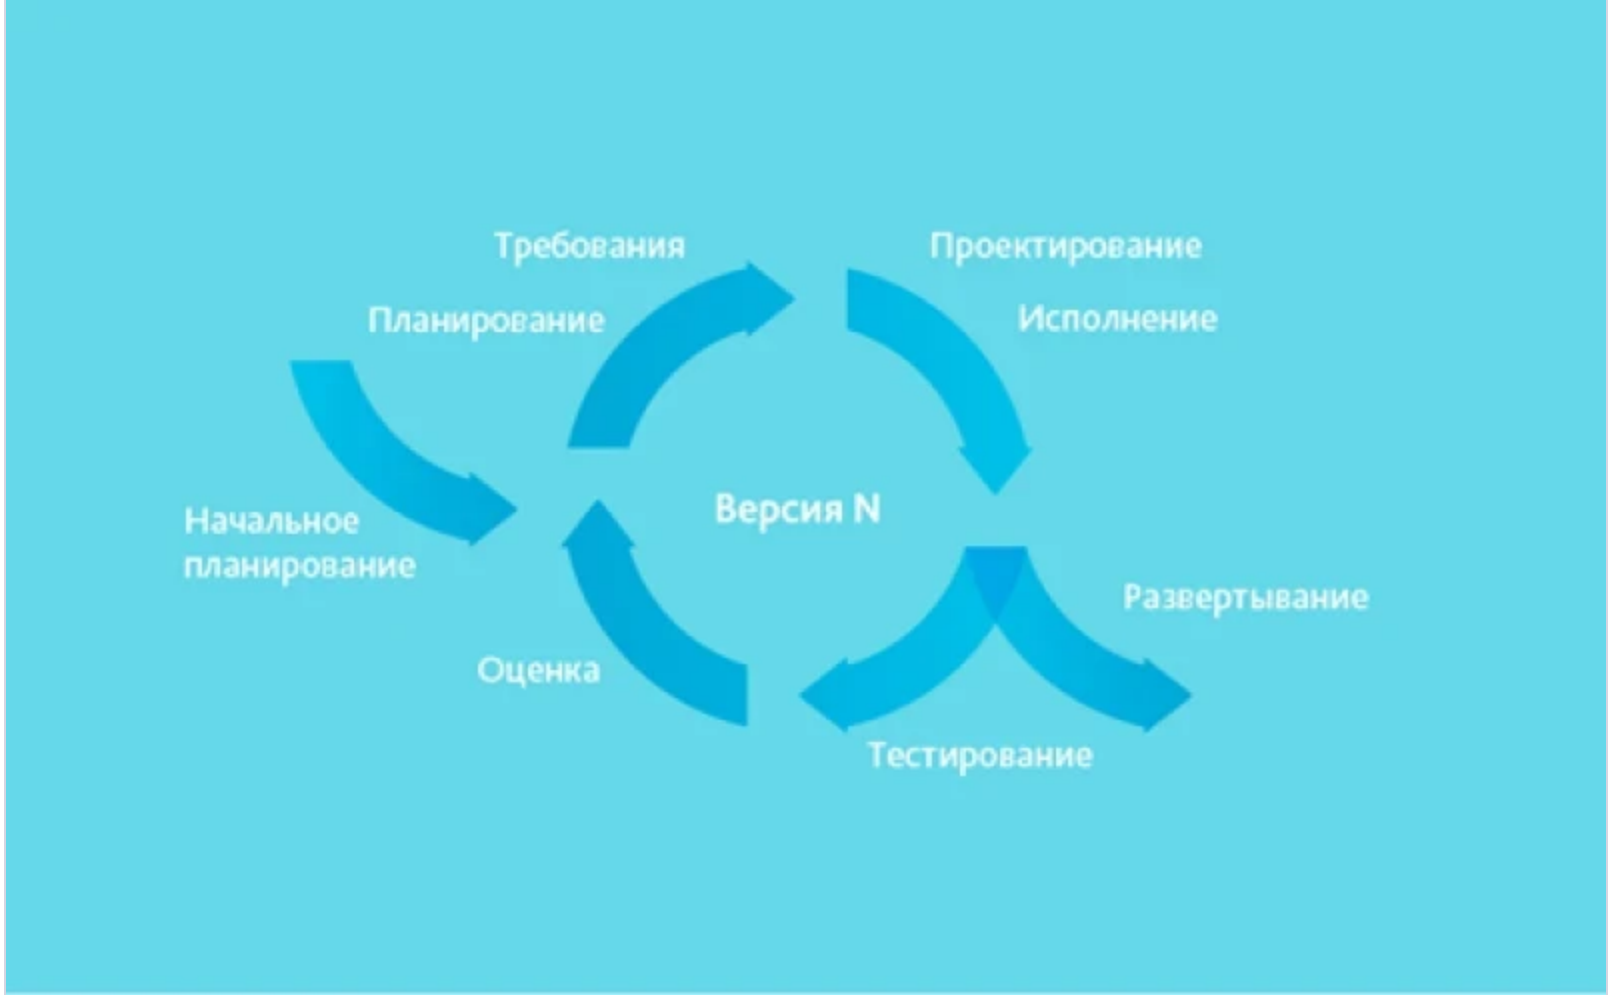 Требования
Проектирование
Планирование
Исполнение
Версия N
Начальное
планирование
Развертывание
Оценка
Тестирование